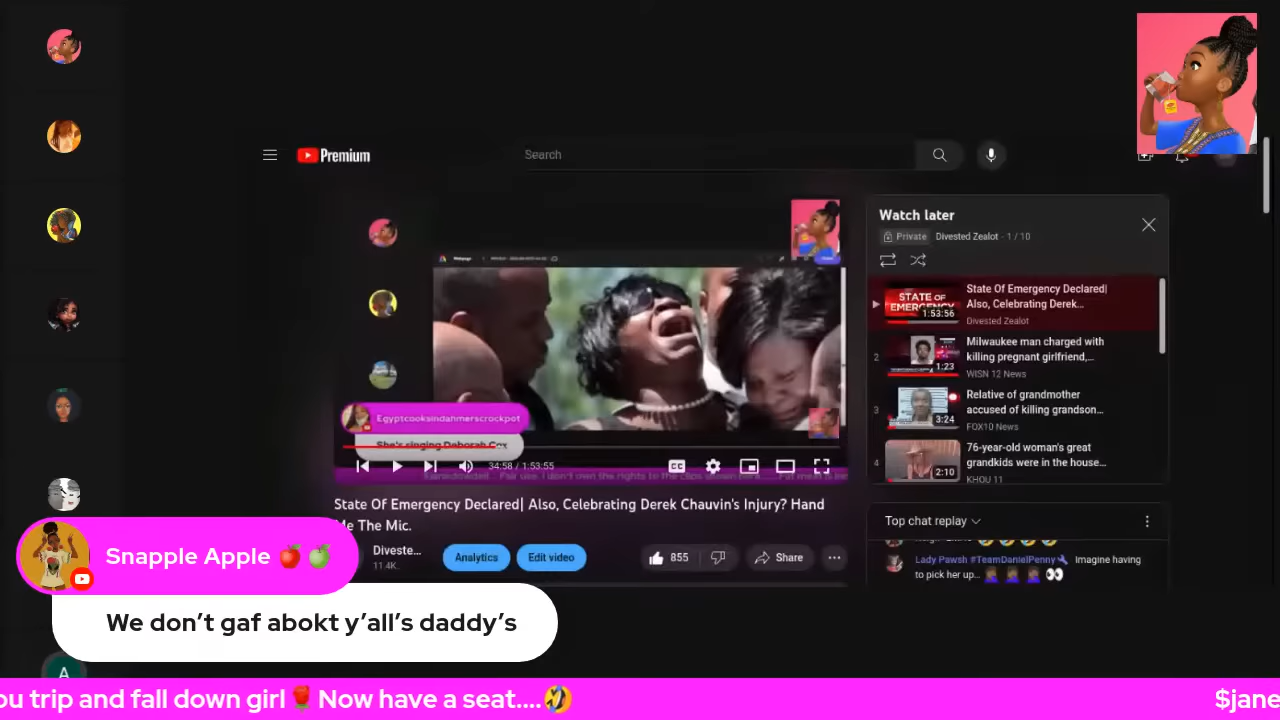 Premium
Search
Watch later
Private Divested Zealot · 1 / 10
State Of Emergency Declared|
Also, Celebrating Derek...
Divested Zealot
STATE OF
EMERGENCY
1:53:56
2
Milwaukee man charged with
killing pregnant girlfriend,...
WISN 12 News
1:23
3
Relative of grandmother
accused of killing grandson...
FOX10 News
3:24
4
76-year-old woman's great
grandkids were in the house...
KHOU 11
2:10
Egyptcooksindahmerscrockpot
She's singing Deborah Cox
34:58 / 1:53:55
CC
State Of Emergency Declared| Also, Celebrating Derek Chauvin's Injury? Hand
Me The Mic.
Diveste...
11.4K
Analytics
Edit video
855
Share
Top chat replay
Lady Pawsh #TeamDanielPenny🔧 Imagine having
to pick her up... 🤦🏾‍♀️🤦🏾‍♀️🤦🏾‍♀️👀
Snapple Apple 🍎🍏
We don’t gaf abokt y’all’s daddy’s
A
ou trip and fall down girl🌹Now have a seat....🤣
$jane